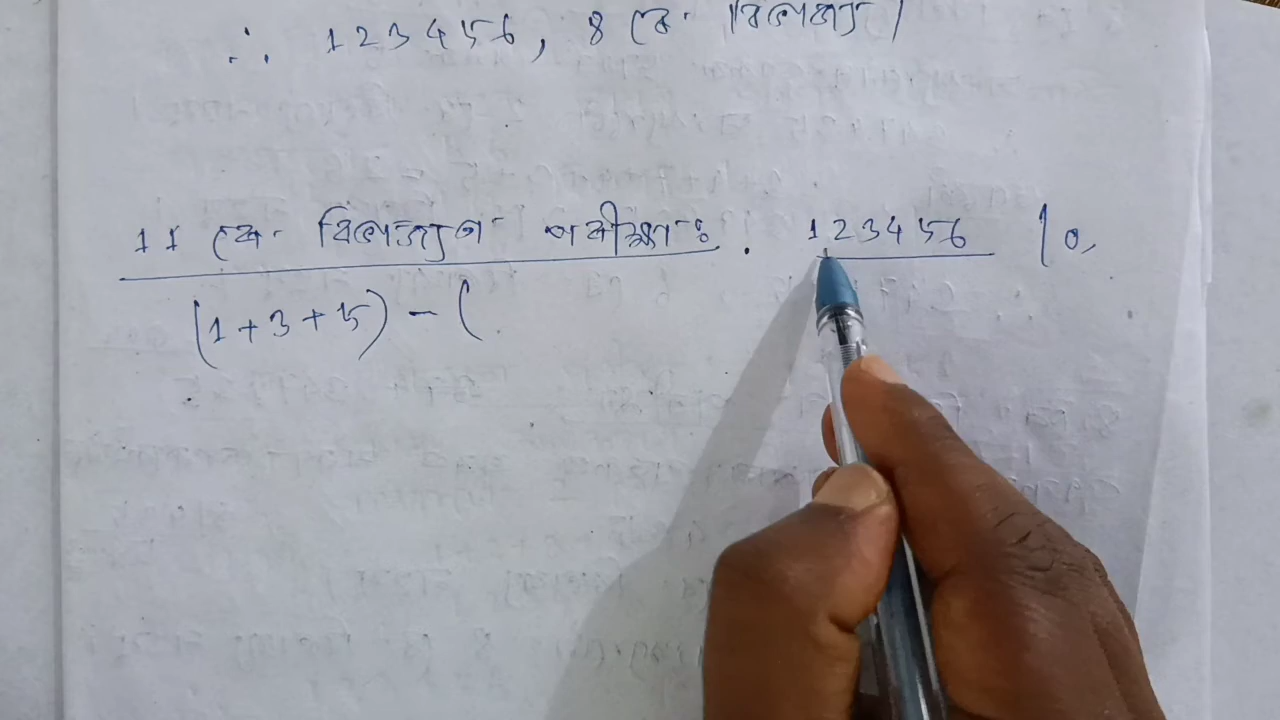 ∴ 123456, 8 কে বিভাজ্য।
11 কে বিভাজ্যতা পরীক্ষাঃ . 123456 10,
(1+3+5) - (